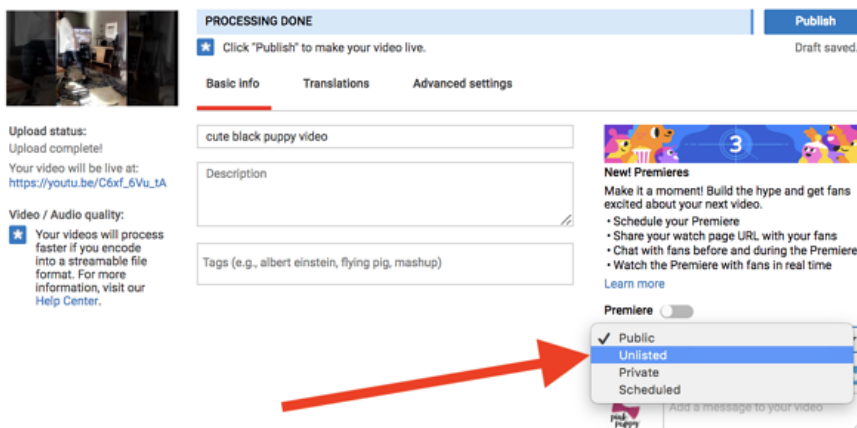 PROCESSING DONE
Publish
Click "Publish" to make your video live.
Draft saved.
Basic info
Translations
Advanced settings
Upload status:
Upload complete!
Your video will be live at:
https://youtu.be/C6xf_6Vu_tA
Video / Audio quality:
Your videos will process
faster if you encode
into a streamable file
format. For more
information, visit our
Help Center.
cute black puppy video
Description
Tags (e.g., albert einstein, flying pig, mashup)
3
New! Premieres
Make it a moment! Build the hype and get fans
excited about your next video.
• Schedule your Premiere
• Share your watch page URL with your fans
• Chat with fans before and during the Premiere
• Watch the Premiere with fans in real time
Learn more
Premiere
✓ Public
Unlisted
Private
Scheduled
Add a message to your video
pink
puppy